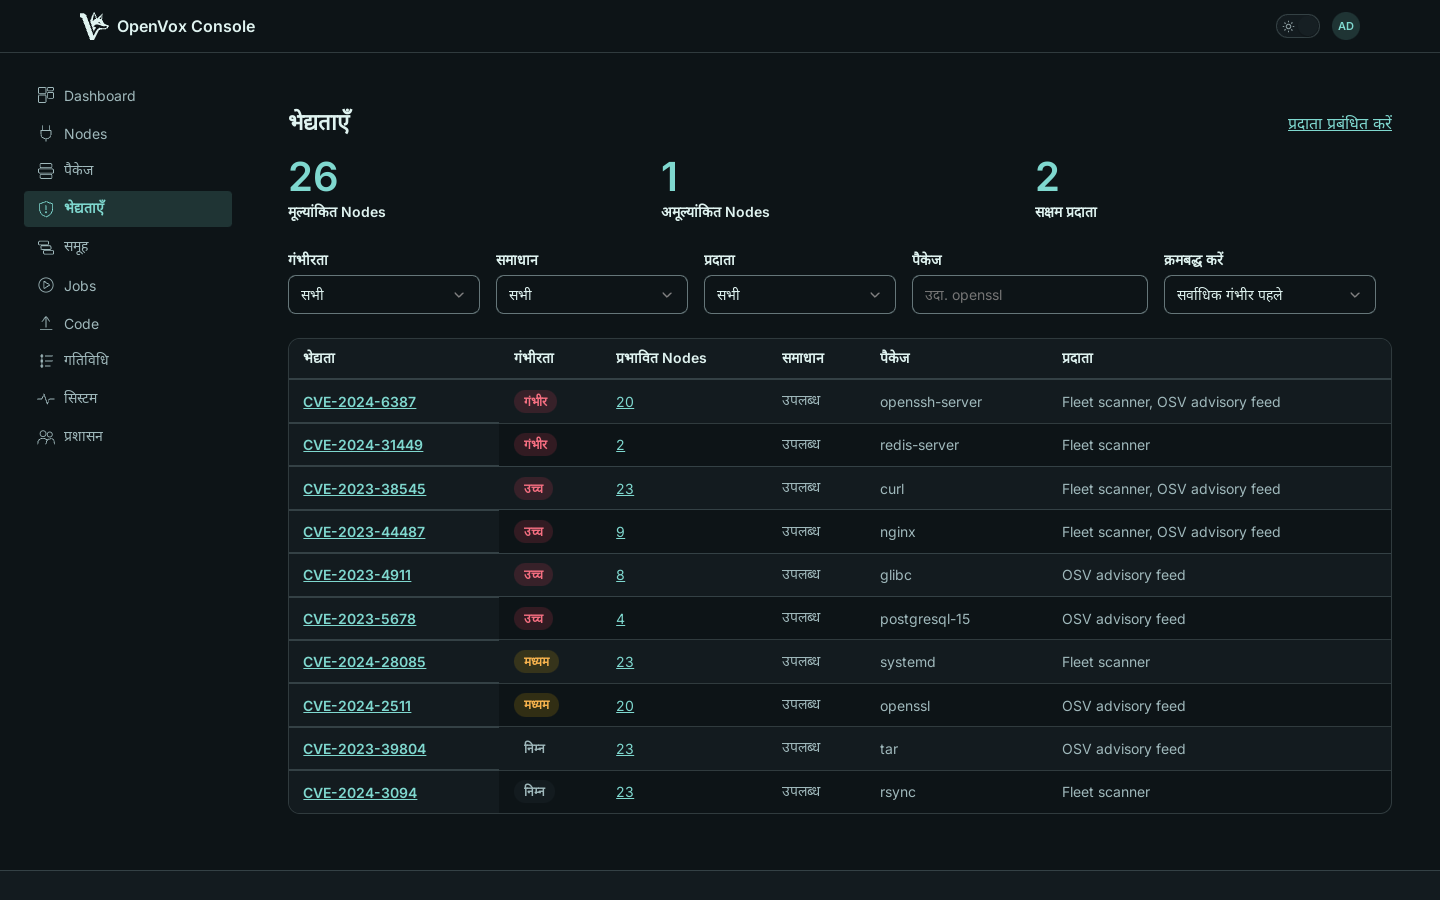 OpenVox Console
AD
Dashboard
Nodes
पैकेज
भेद्यताएँ
समूह
Jobs
Code
गतिविधि
सिस्टम
प्रशासन
भेद्यताएँ
प्रदाता प्रबंधित करें
26
मूल्यांकित Nodes
1
अमूल्यांकित Nodes
2
सक्षम प्रदाता
गंभीरता
सभी
समाधान
सभी
प्रदाता
सभी
पैकेज
उदा. openssl
क्रमबद्ध करें
सर्वाधिक गंभीर पहले
भेद्यता गंभीरता प्रभावित Nodes समाधान पैकेज प्रदाता
CVE-2024-6387 गंभीर 20 उपलब्ध openssh-server Fleet scanner, OSV advisory feed
CVE-2024-31449 गंभीर 2 उपलब्ध redis-server Fleet scanner
CVE-2023-38545 उच्च 23 उपलब्ध curl Fleet scanner, OSV advisory feed
CVE-2023-44487 उच्च 9 उपलब्ध nginx Fleet scanner, OSV advisory feed
CVE-2023-4911 उच्च 8 उपलब्ध glibc OSV advisory feed
CVE-2023-5678 उच्च 4 उपलब्ध postgresql-15 OSV advisory feed
CVE-2024-28085 मध्यम 23 उपलब्ध systemd Fleet scanner
CVE-2024-2511 मध्यम 20 उपलब्ध openssl OSV advisory feed
CVE-2023-39804 निम्न 23 उपलब्ध tar OSV advisory feed
CVE-2024-3094 निम्न 23 उपलब्ध rsync Fleet scanner